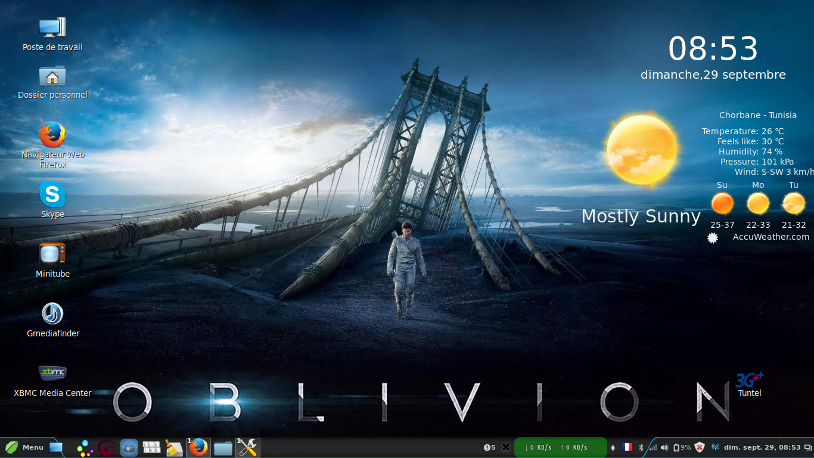 Poste de travail
Dossier personnel
Navigateur Web
Firefox
Skype
Minitube
Gmediafinder
xbmc
XBMC Media Center
08:53
dimanche,29 septembre
Chorbane - Tunisia
Temperature: 26 °C
Feels like: 30 °C
Humidity: 74 %
Pressure: 101 kPa
Wind: S-SW 3 km/h
Mostly Sunny
Su Mo Tu
25-37 22-33 21-32
AccuWeather.com
OBLIVION
3G++
Tuntel
Menu
1
1
5
↓0 KB/s ↑0 KB/s
9%
dim. sept. 29, 08:53